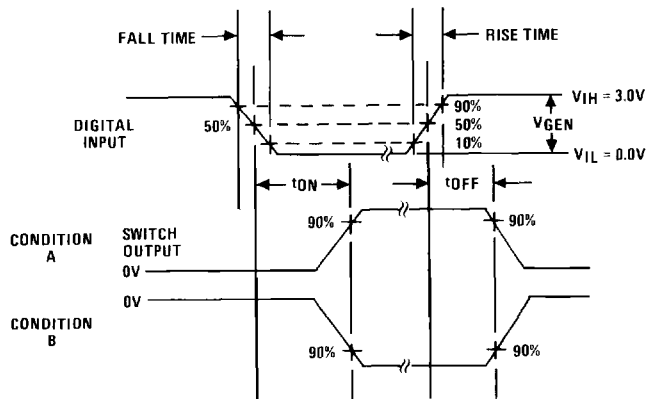 FALL TIME
RISE TIME
DIGITAL
INPUT
50%
90%
50%
10%
VGEN
VIH = 3.0V
VIL = 0.0V
tON
tOFF
CONDITION
A
SWITCH
OUTPUT
0V
90%
90%
0V
CONDITION
B
90%
90%